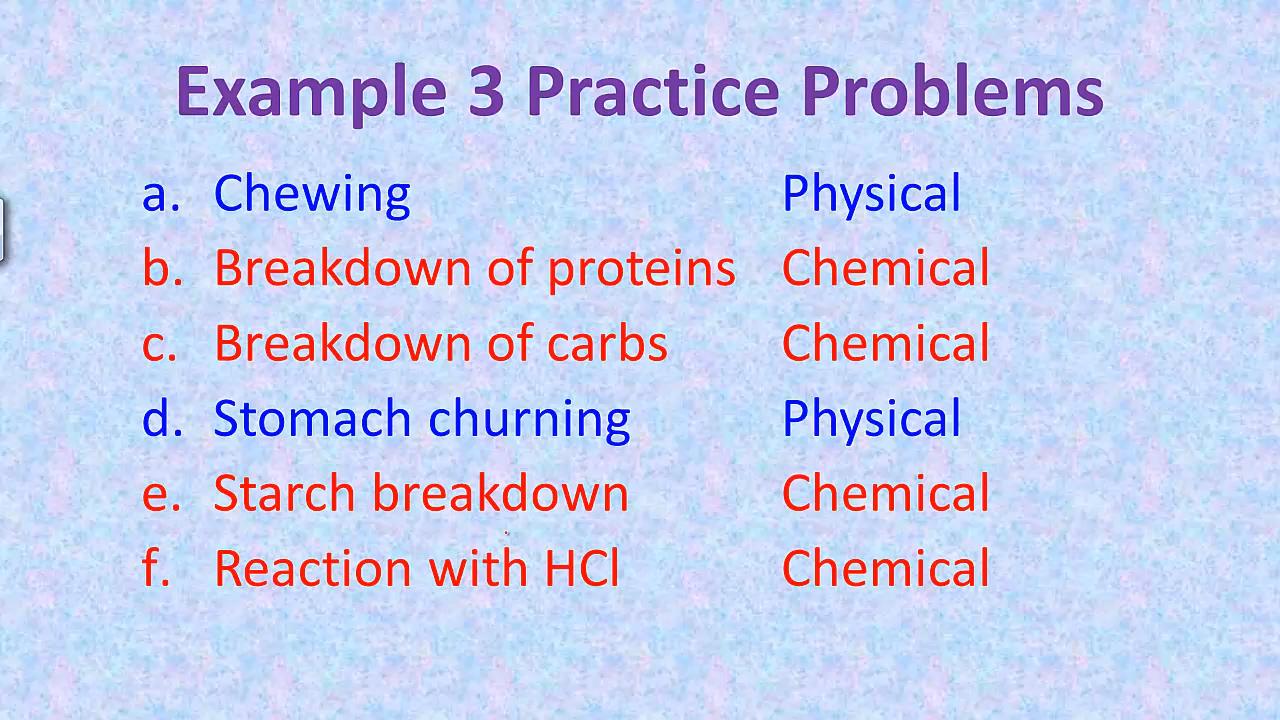 Example 3 Practice Problems
a. Chewing Physical
b. Breakdown of proteins Chemical
c. Breakdown of carbs Chemical
d. Stomach churning Physical
e. Starch breakdown Chemical
f. Reaction with HCl Chemical